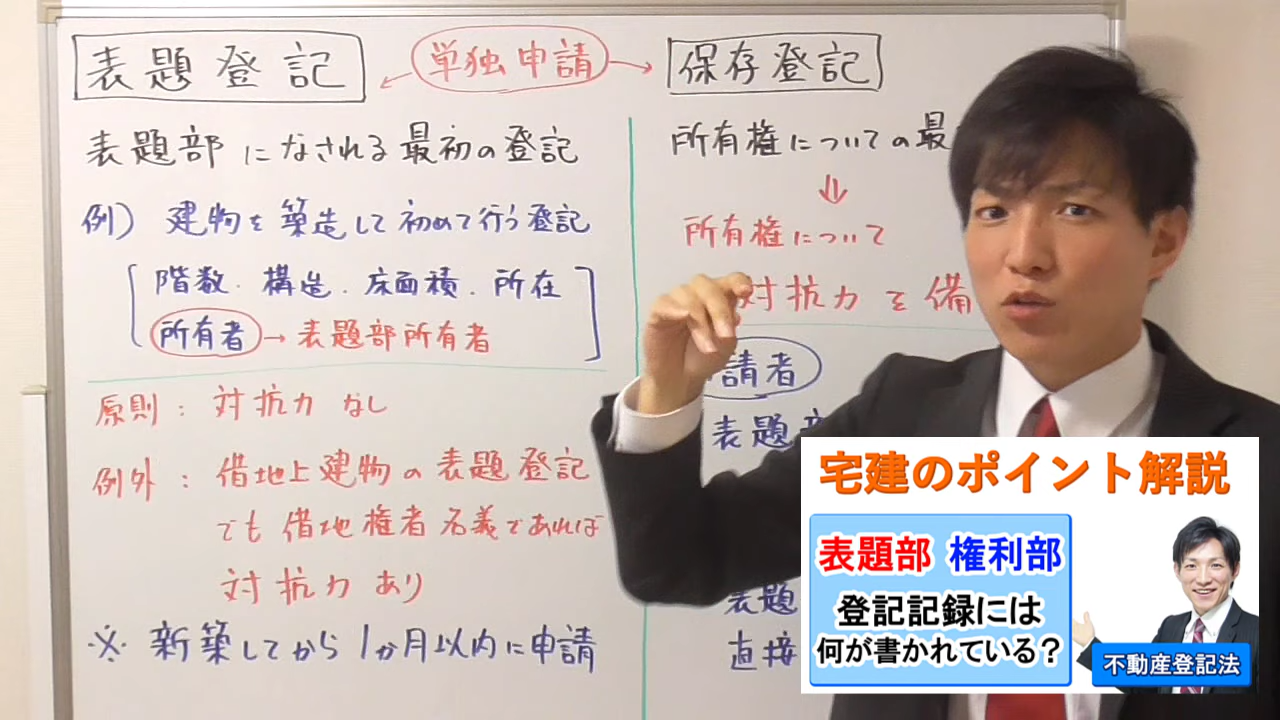 表題登記
単独申請
保存登記
表題部になされる最初の登記
例) 建物を築造して初めて行う登記
階数．構造．床面積．所在
所有者→表題部所有者
原則：対抗力なし
例外：借地上建物の表題登記
でも借地権者名義であれば
対抗力あり
※ 新築してから1か月以内に申請
所有権についての最
⇓
所有権について
対抗力を備
請者
表題部
表題
直接
宅建のポイント解説
表題部 権利部
登記記録には
何が書かれている？
不動産登記法